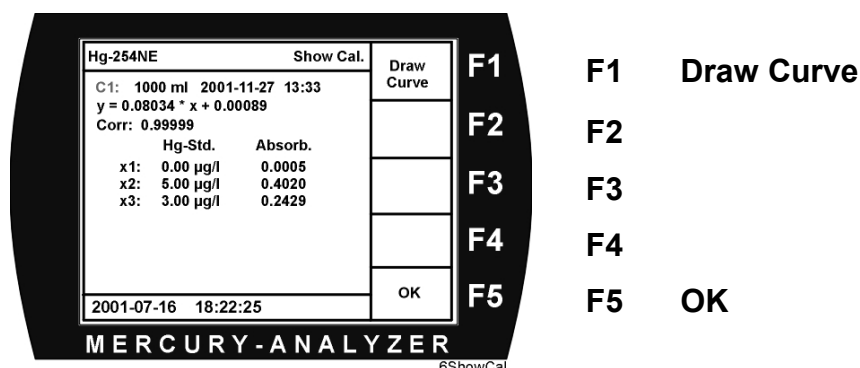 Hg-254NE Show Cal.
C1: 1000 ml 2001-11-27 13:33
y = 0.08034 * x + 0.00089
Corr: 0.99999
Hg-Std. Absorb.
x1: 0.00 µg/l 0.0005
x2: 5.00 µg/l 0.4020
x3: 3.00 µg/l 0.2429
2001-07-16 18:22:25
Draw
Curve
OK
F1
F2
F3
F4
F5
MERCURY-ANALYZER
6ShowCal
F1 Draw Curve
F2
F3
F4
F5 OK